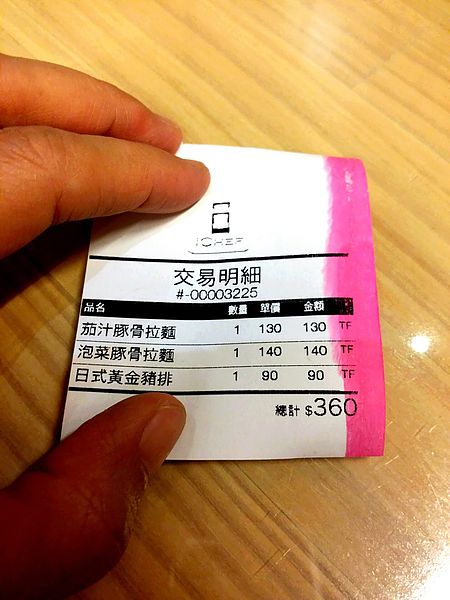 iCHEF
交易明細
#-00003225
品名 數量 單價 金額
茄汁豚骨拉麵 1 130 130 TF
泡菜豚骨拉麵 1 140 140 TF
日式黃金豬排 1 90 90 TF
總計 $360